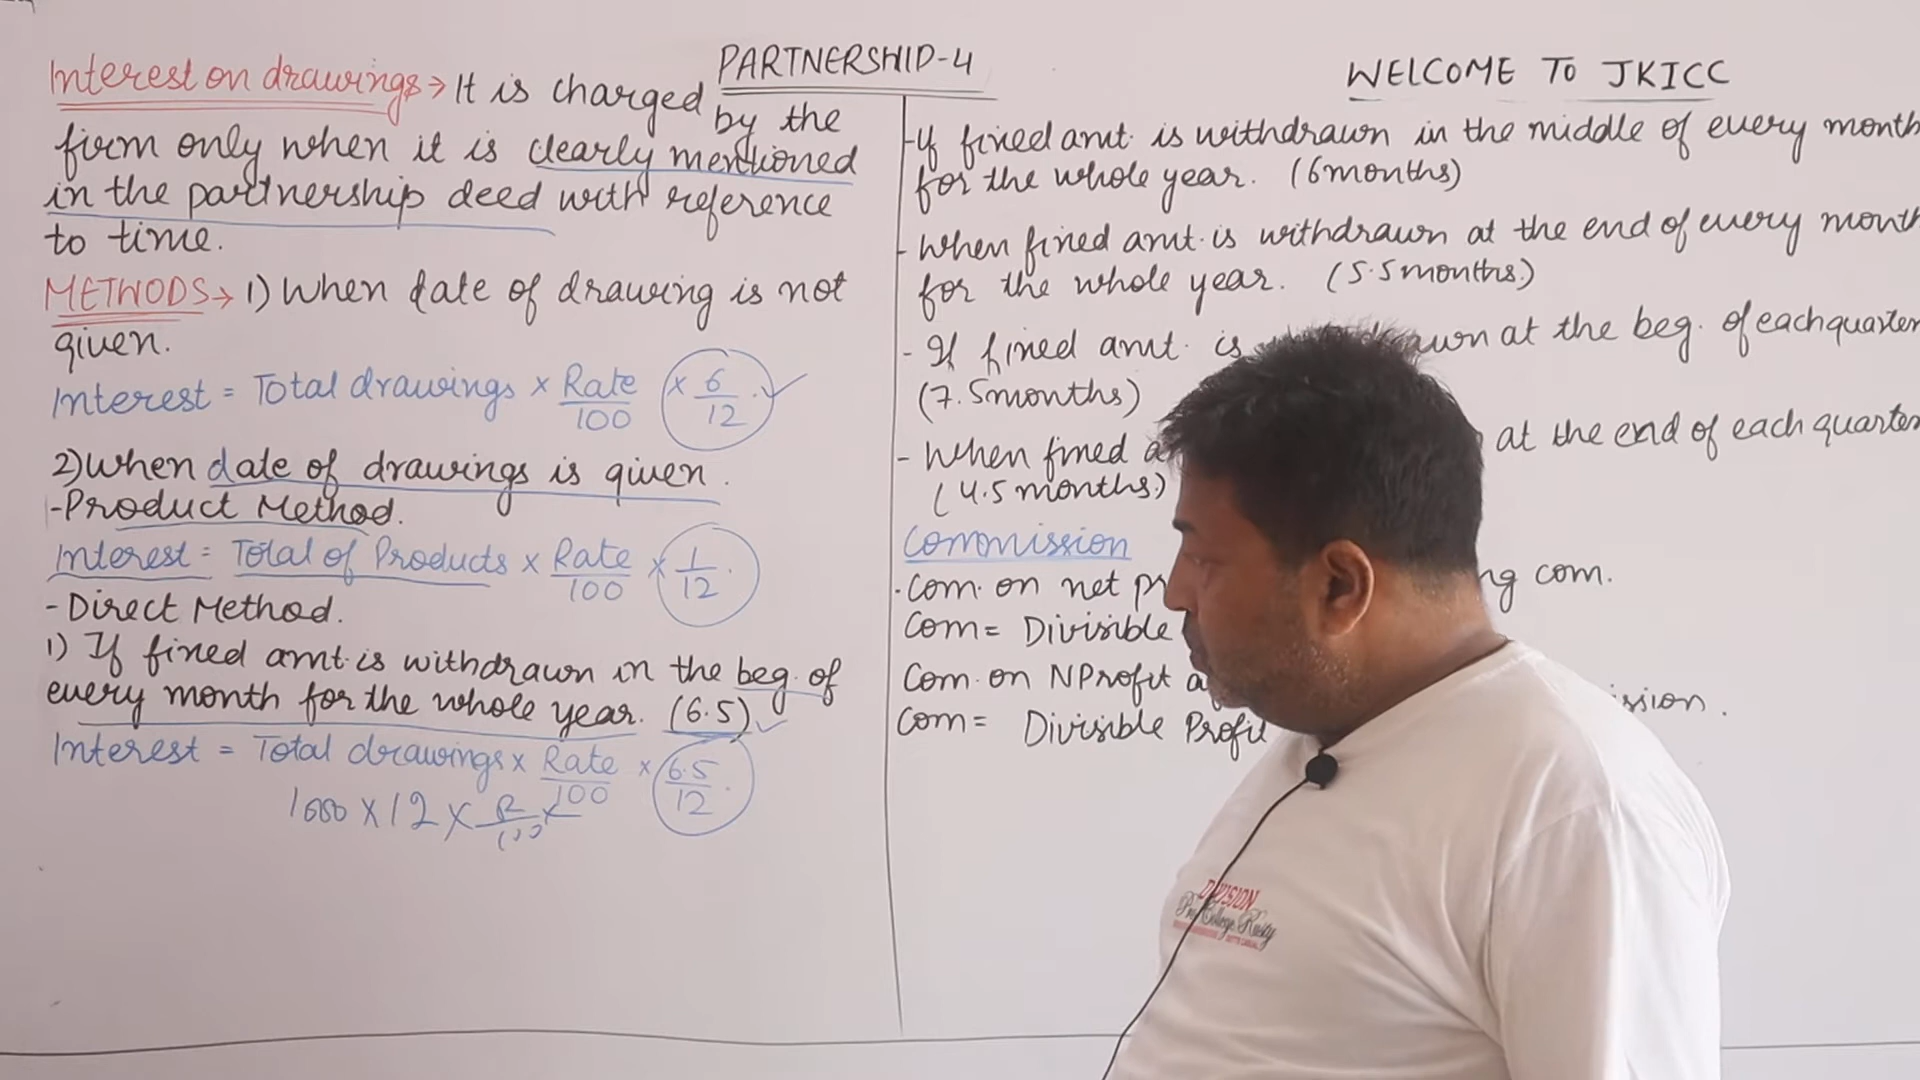 PARTNERSHIP-4
WELCOME TO JKICC
Interest on drawings → It is charged
by the
firm only when it is clearly mentioned
in the partnership deed with reference
to time.
METHODS → 1) When date of drawing is not
given.
Interest = Total drawings × Rate/100 × 6/12
2) When date of drawings is given.
- Product Method.
Interest = Total of Products × Rate/100 × 1/12
- Direct Method.
1) If fixed amt. is withdrawn in the beg. of
every month for the whole year. (6.5)
Interest = Total drawings × Rate/100 × 6.5/12
1000 × 12 × R/100 ×
- If fixed amt. is withdrawn in the middle of every month
for the whole year. (6 months)
- When fixed amt. is withdrawn at the end of every month
for the whole year. (5.5 months.)
- If fixed amt. is at the beg. of each quarter
(7.5 months)
- When fixed at the end of each quarter
(4.5 months.)
Commission
. Com. on net com.
Com = Divisible
Com. on NProfit
Com = Divisible Profit
DIVISION